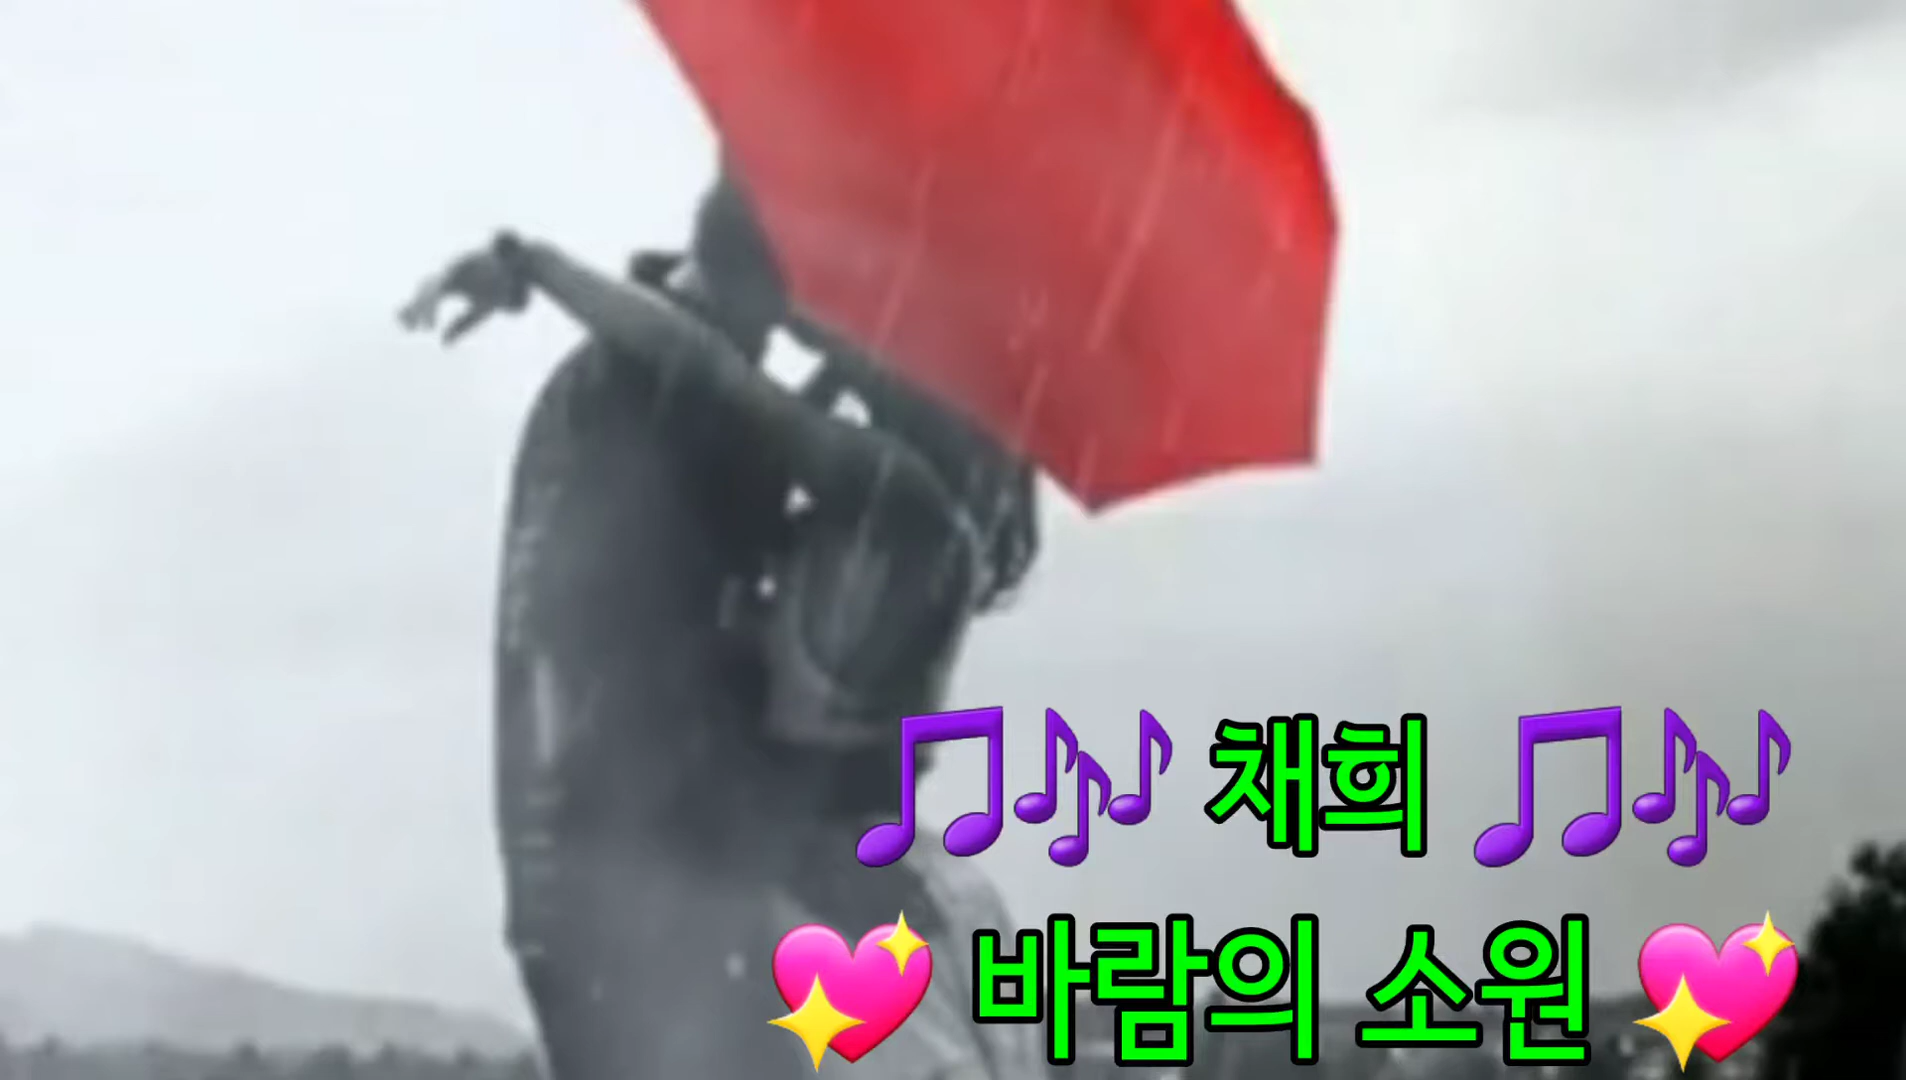 🎵🎶 채희 🎵🎶
💖 바람의 소원 💖